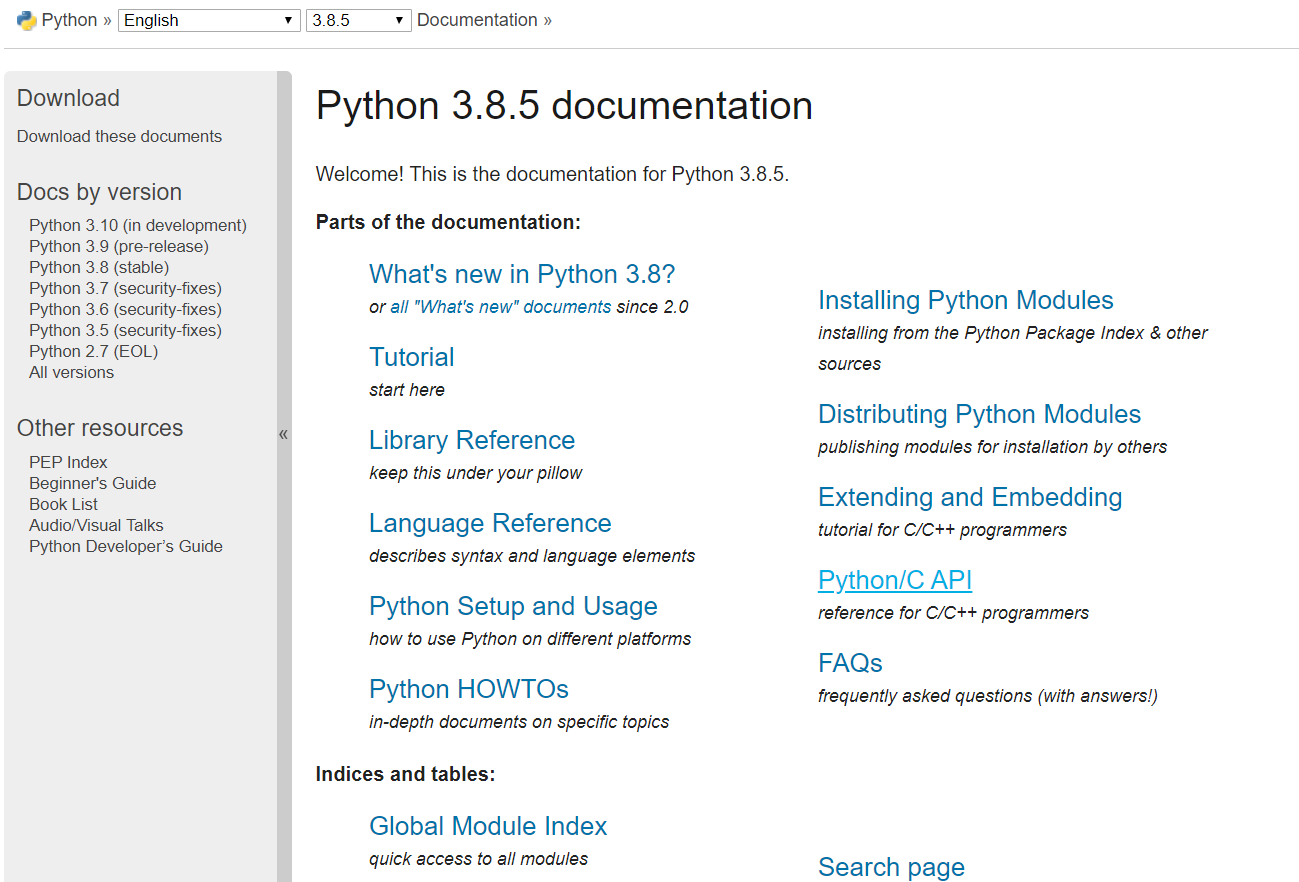 Python » English 3.8.5 Documentation »
Download
Download these documents
Docs by version
Python 3.10 (in development)
Python 3.9 (pre-release)
Python 3.8 (stable)
Python 3.7 (security-fixes)
Python 3.6 (security-fixes)
Python 3.5 (security-fixes)
Python 2.7 (EOL)
All versions
Other resources
PEP Index
Beginner's Guide
Book List
Audio/Visual Talks
Python Developer’s Guide
«
Python 3.8.5 documentation
Welcome! This is the documentation for Python 3.8.5.
Parts of the documentation:
What's new in Python 3.8?
or all "What's new" documents since 2.0
Tutorial
start here
Library Reference
keep this under your pillow
Language Reference
describes syntax and language elements
Python Setup and Usage
how to use Python on different platforms
Python HOWTOs
in-depth documents on specific topics
Installing Python Modules
installing from the Python Package Index & other
sources
Distributing Python Modules
publishing modules for installation by others
Extending and Embedding
tutorial for C/C++ programmers
Python/C API
reference for C/C++ programmers
FAQs
frequently asked questions (with answers!)
Indices and tables:
Global Module Index
quick access to all modules
Search page